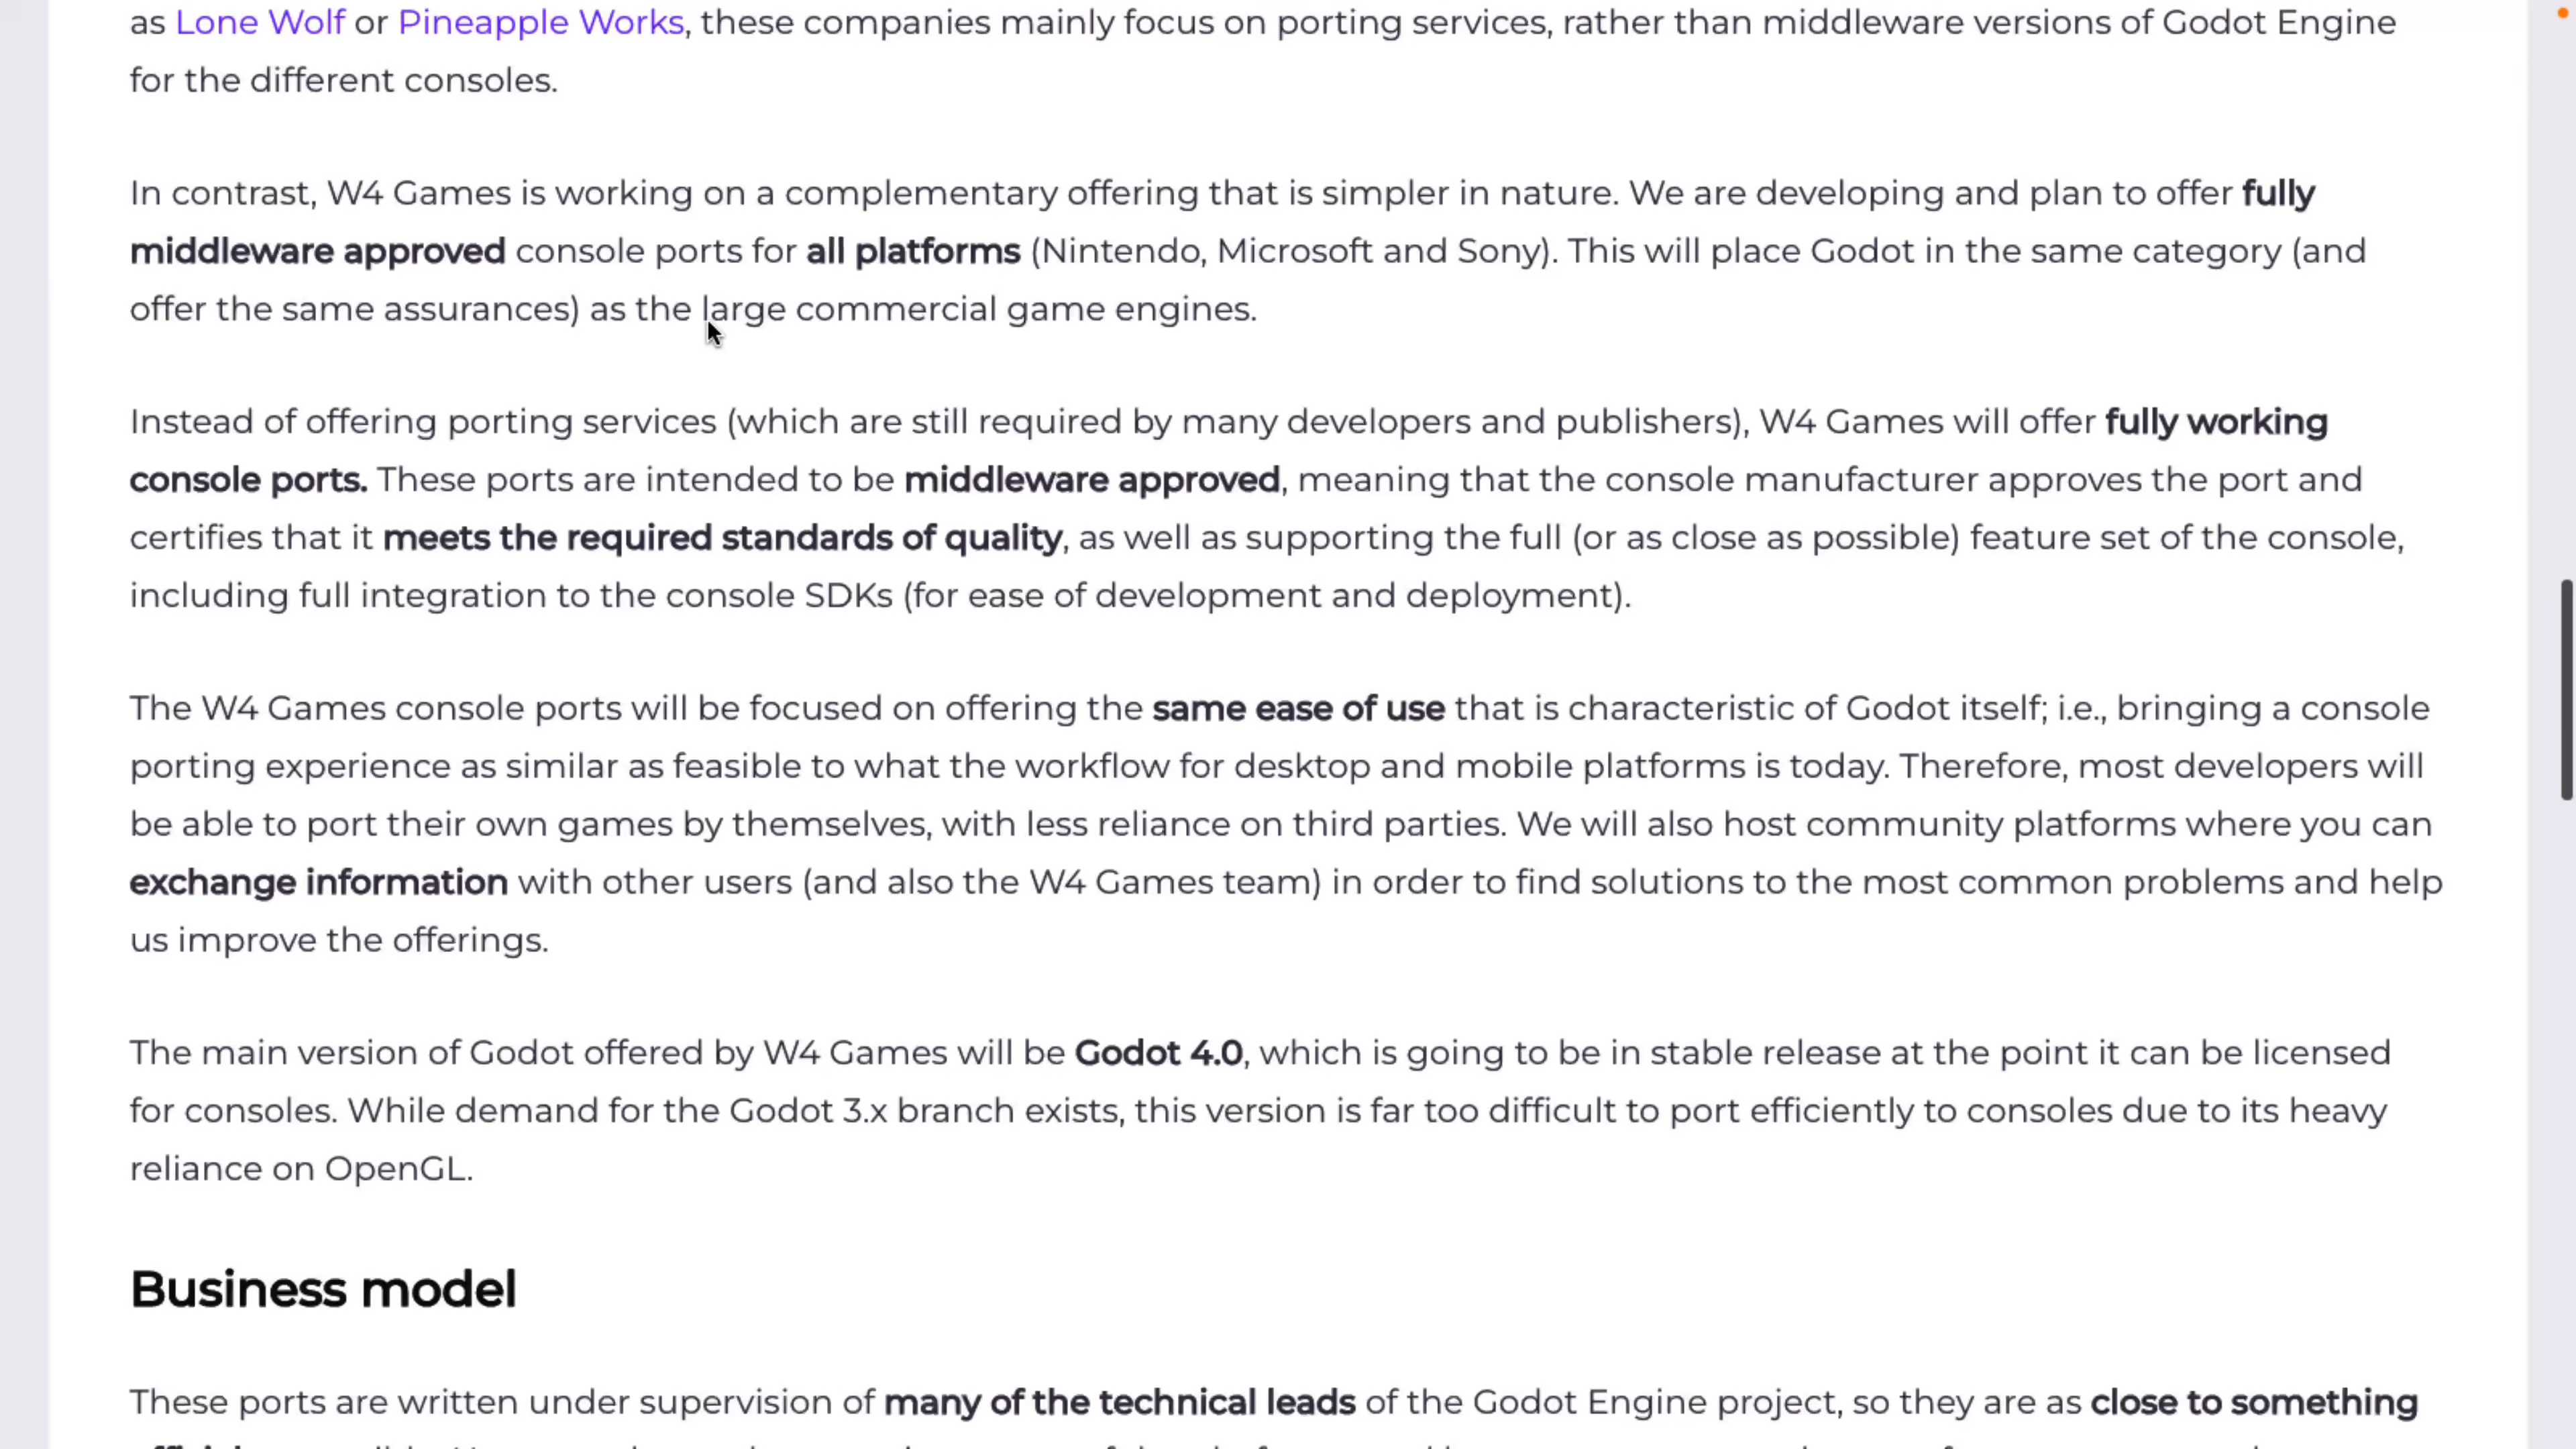 as Lone Wolf or Pineapple Works, these companies mainly focus on porting services, rather than middleware versions of Godot Engine
for the different consoles.
In contrast, W4 Games is working on a complementary offering that is simpler in nature. We are developing and plan to offer fully
middleware approved console ports for all platforms (Nintendo, Microsoft and Sony). This will place Godot in the same category (and
offer the same assurances) as the large commercial game engines.
Instead of offering porting services (which are still required by many developers and publishers), W4 Games will offer fully working
console ports. These ports are intended to be middleware approved, meaning that the console manufacturer approves the port and
certifies that it meets the required standards of quality, as well as supporting the full (or as close as possible) feature set of the console,
including full integration to the console SDKs (for ease of development and deployment).
The W4 Games console ports will be focused on offering the same ease of use that is characteristic of Godot itself; i.e., bringing a console
porting experience as similar as feasible to what the workflow for desktop and mobile platforms is today. Therefore, most developers will
be able to port their own games by themselves, with less reliance on third parties. We will also host community platforms where you can
exchange information with other users (and also the W4 Games team) in order to find solutions to the most common problems and help
us improve the offerings.
The main version of Godot offered by W4 Games will be Godot 4.0, which is going to be in stable release at the point it can be licensed
for consoles. While demand for the Godot 3.x branch exists, this version is far too difficult to port efficiently to consoles due to its heavy
reliance on OpenGL.
Business model
These ports are written under supervision of many of the technical leads of the Godot Engine project, so they are as close to something